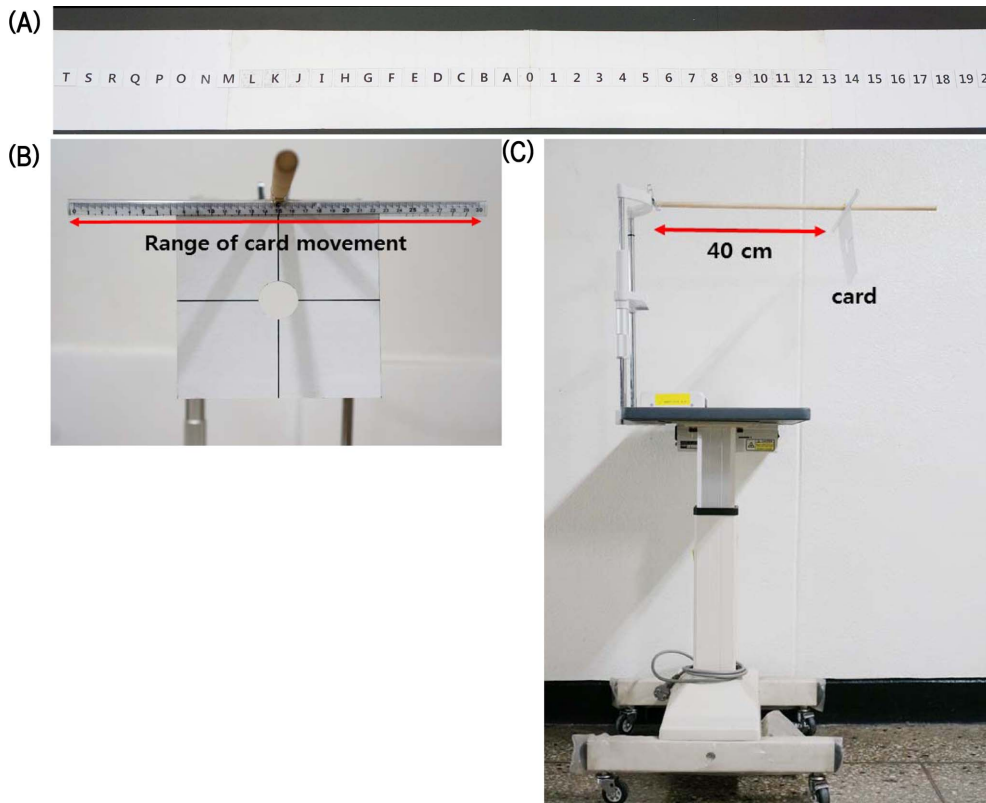 (A)
T S R Q P O N M L K J I H G F E D C B A 0 1 2 3 4 5 6 7 8 9 10 11 12 13 14 15 16 17 18 19
(B)
Range of card movement
(C)
40 cm
card